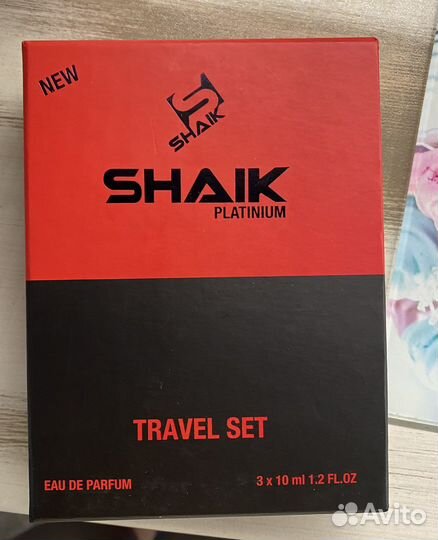 NEW
SHAIK
SHAIK
PLATINIUM
TRAVEL SET
EAU DE PARFUM
3 x 10 ml 1.2 FL.OZ
Avito